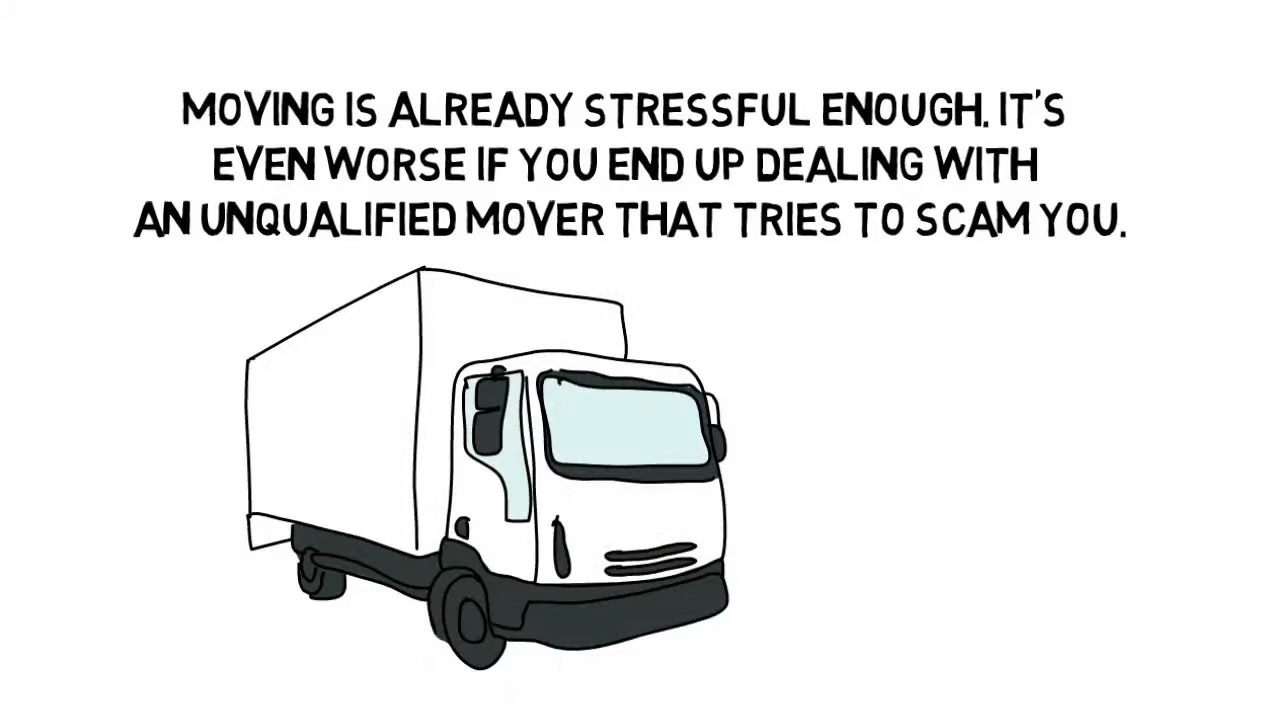 MOVING IS ALREADY STRESSFUL ENOUGH. IT'S
EVEN WORSE IF YOU END UP DEALING WITH
AN UNQUALIFIED MOVER THAT TRIES TO SCAM YOU.